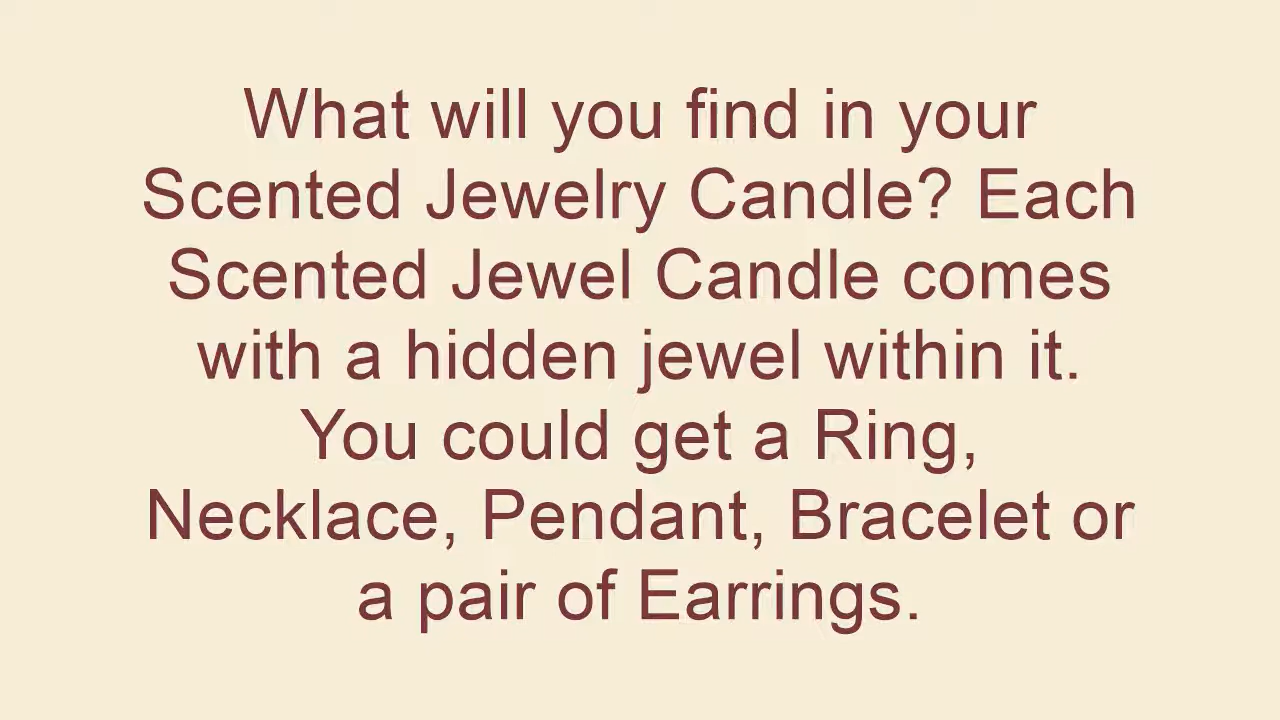 What will you find in your
Scented Jewelry Candle? Each
Scented Jewel Candle comes
with a hidden jewel within it.
You could get a Ring,
Necklace, Pendant, Bracelet or
a pair of Earrings.